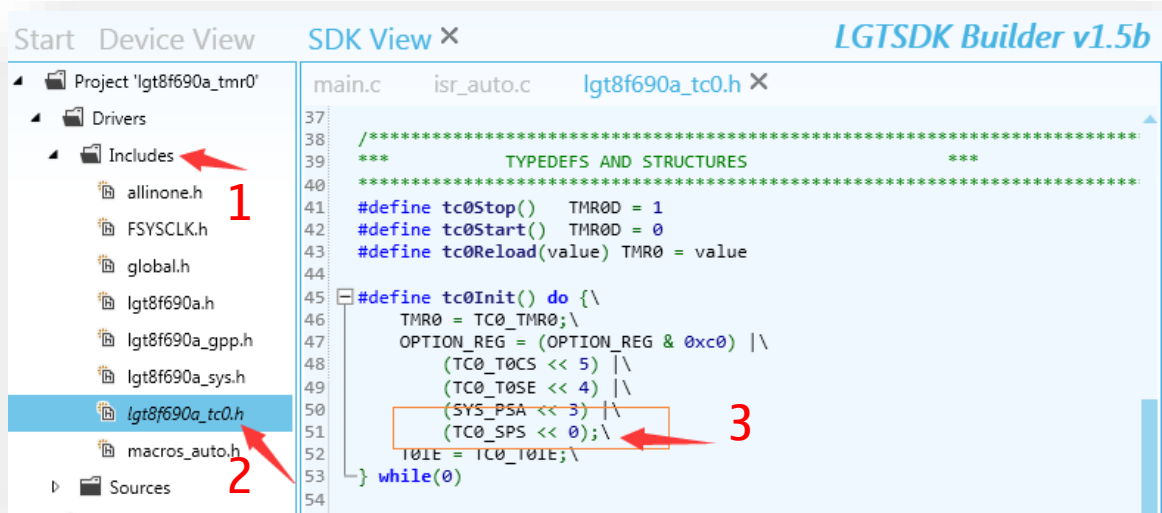 Start Device View SDK View ✕ LGTSDK Builder v1.5b
Project 'lgt8f690a_tmr0'
Drivers
Includes
allinone.h
FSYSCLK.h
global.h
lgt8f690a.h
lgt8f690a_gpp.h
lgt8f690a_sys.h
lgt8f690a_tc0.h
macros_auto.h
Sources
1
2
main.c isr_auto.c lgt8f690a_tc0.h ✕
37
38 /**************************************************************************
39 *** TYPEDEFS AND STRUCTURES ***
40 **************************************************************************
41 #define tc0Stop() TMR0D = 1
42 #define tc0Start() TMR0D = 0
43 #define tc0Reload(value) TMR0 = value
44
45 #define tc0Init() do {\
46 TMR0 = TC0_TMR0;\
47 OPTION_REG = (OPTION_REG & 0xc0) |\
48 (TC0_T0CS << 5) |\
49 (TC0_T0SE << 4) |\
50 (SYS_PSA << 3) |\
51 (TC0_SPS << 0);\
52 T0IE = TC0_T0IE;\
53 } while(0)
54
3